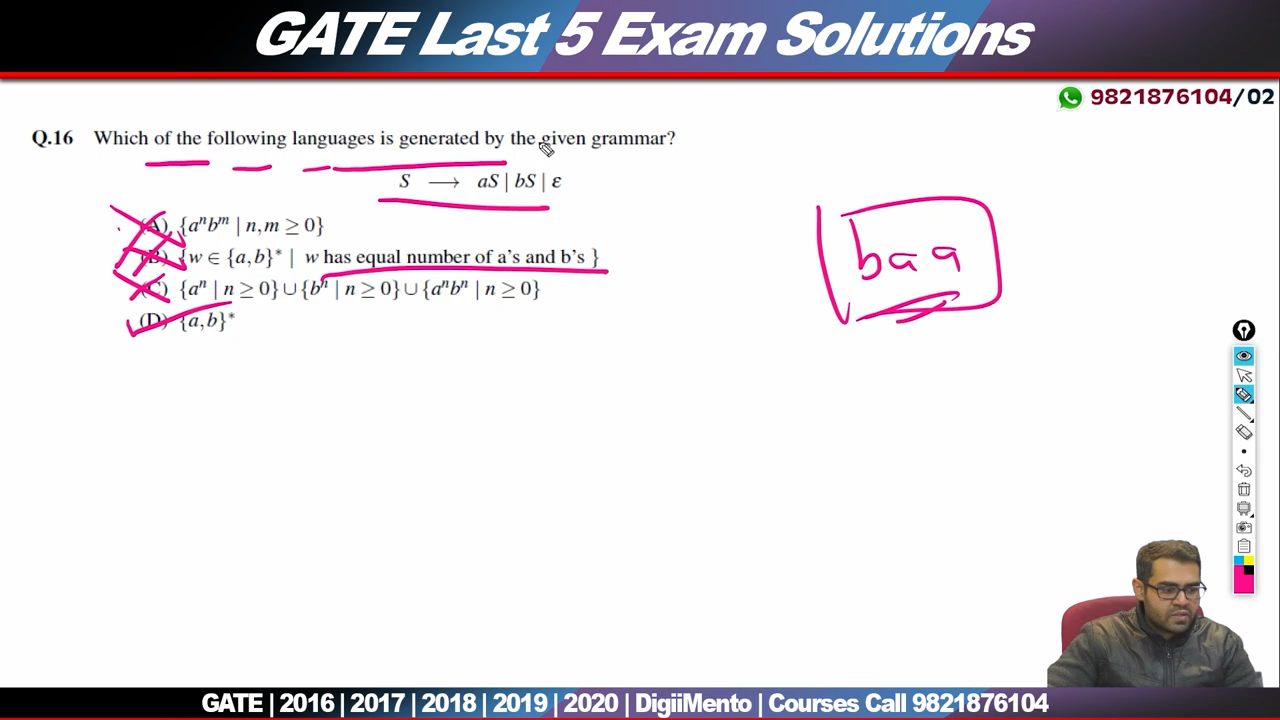 GATE Last 5 Exam Solutions
9821876104/02
Q.16 Which of the following languages is generated by the given grammar?
S ⟶ aS | bS | ε
(A) {aⁿbᵐ | n,m ≥ 0}
(B) {w ∈ {a,b}* | w has equal number of a's and b's }
(C) {aⁿ | n ≥ 0} ∪ {bⁿ | n ≥ 0} ∪ {aⁿbⁿ | n ≥ 0}
(D) {a,b}*
baa
GATE | 2016 | 2017 | 2018 | 2019 | 2020 | DigiiMento | Courses Call 9821876104